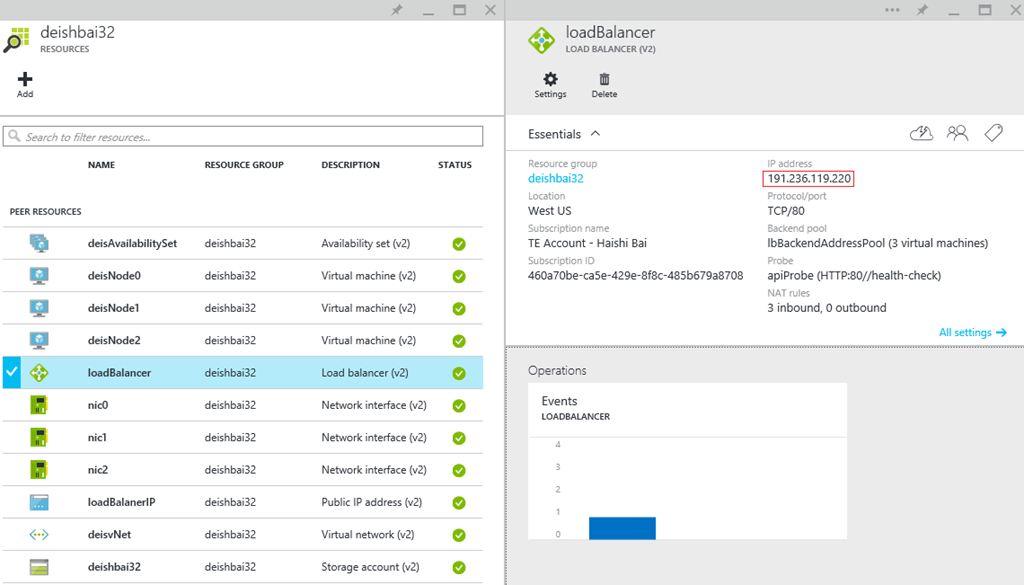 deishbai32
RESOURCES
Add
Search to filter resources...
NAME RESOURCE GROUP DESCRIPTION STATUS
PEER RESOURCES
deisAvailabilitySet deishbai32 Availability set (v2)
deisNode0 deishbai32 Virtual machine (v2)
deisNode1 deishbai32 Virtual machine (v2)
deisNode2 deishbai32 Virtual machine (v2)
loadBalancer deishbai32 Load balancer (v2)
nic0 deishbai32 Network interface (v2)
nic1 deishbai32 Network interface (v2)
nic2 deishbai32 Network interface (v2)
loadBalanerIP deishbai32 Public IP address (v2)
deisvNet deishbai32 Virtual network (v2)
deishbai32 deishbai32 Storage account (v2)
loadBalancer
LOAD BALANCER (V2)
Settings Delete
Essentials
Resource group
deishbai32
Location
West US
Subscription name
TE Account - Haishi Bai
Subscription ID
460a70be-ca5e-429e-8f8c-485b679a8708
IP address
191.236.119.220
Protocol/port
TCP/80
Backend pool
lbBackendAddressPool (3 virtual machines)
Probe
apiProbe (HTTP:80//health-check)
NAT rules
3 inbound, 0 outbound
All settings
Operations
Events
LOADBALANCER
4
3
2
1
0